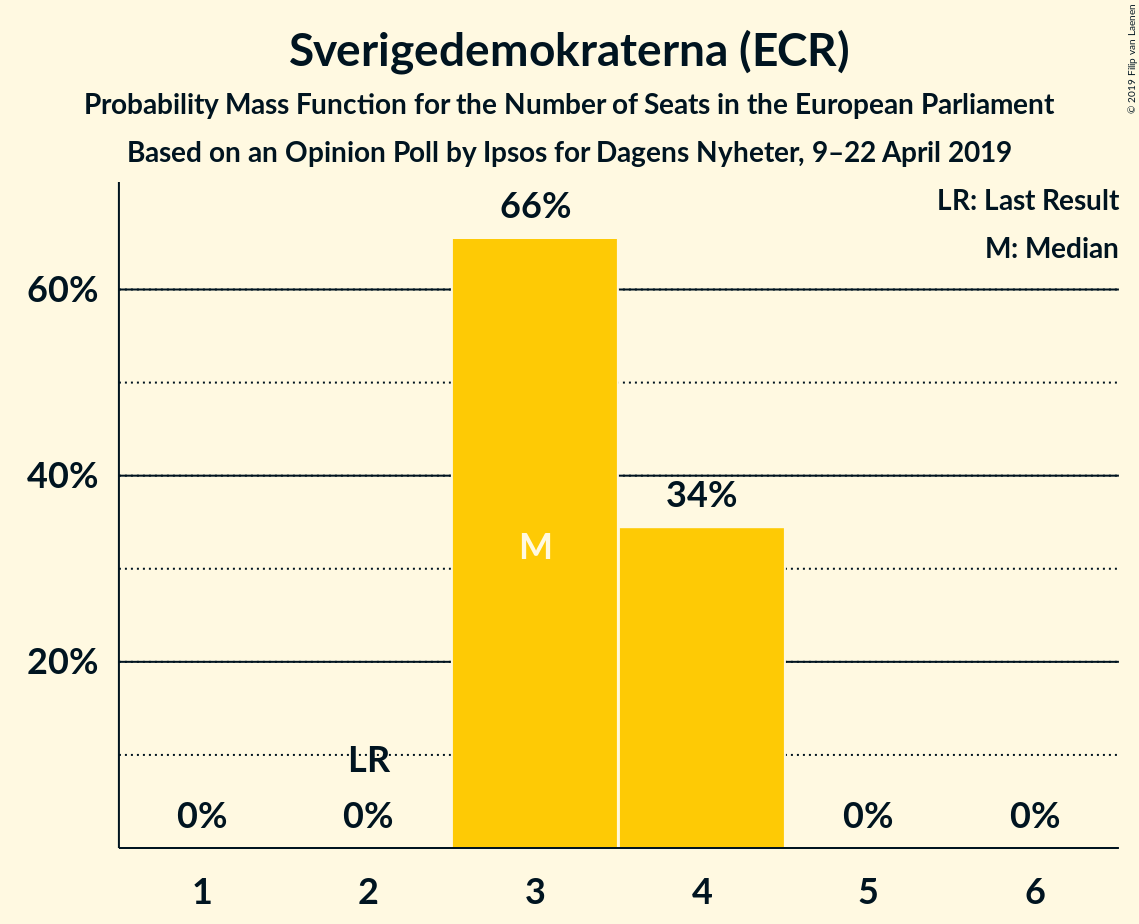 Sverigedemokraterna (ECR)
Probability Mass Function for the Number of Seats in the European Parliament
Based on an Opinion Poll by Ipsos for Dagens Nyheter, 9–22 April 2019
© 2019 Filip van Laenen
LR: Last Result
M: Median
66%
60%
40%
34%
M
20%
LR
0% 0% 0% 0%
1 2 3 4 5 6